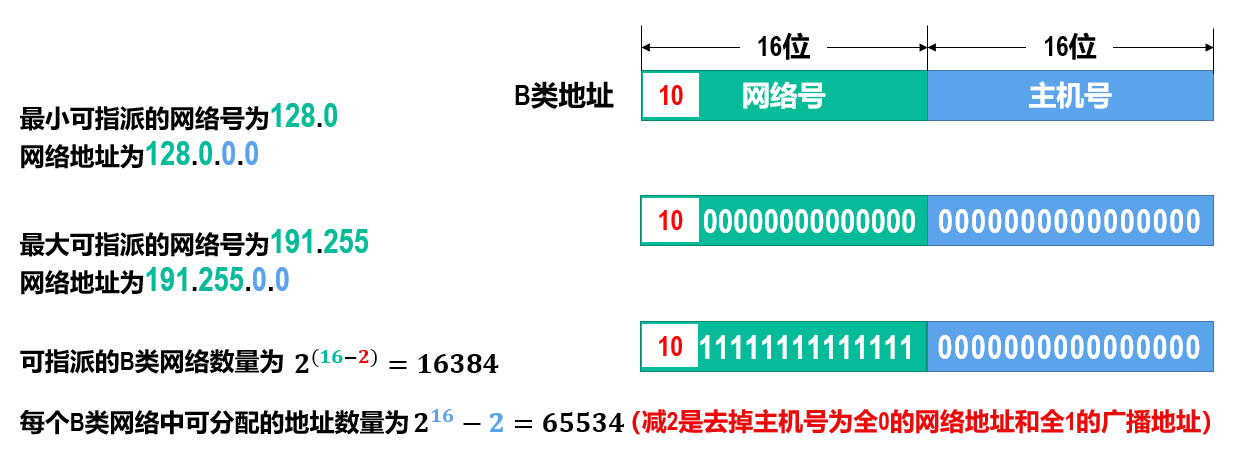 16位 16位
B类地址 10 网络号 主机号
最小可指派的网络号为128.0
网络地址为128.0.0.0
10 00000000000000 0000000000000000
最大可指派的网络号为191.255
网络地址为191.255.0.0
10 11111111111111 0000000000000000
可指派的B类网络数量为 2^(16−2) = 16384
每个B类网络中可分配的地址数量为 2^16 − 2 = 65534 (减2是去掉主机号为全0的网络地址和全1的广播地址)